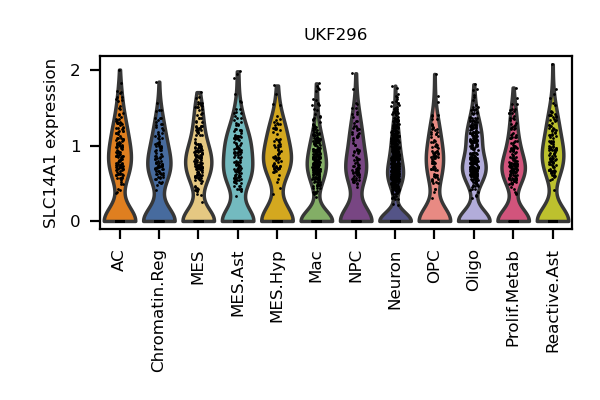 UKF296
SLC14A1 expression
2
1
0
AC
Chromatin.Reg
MES
MES.Ast
MES.Hyp
Mac
NPC
Neuron
OPC
Oligo
Prolif.Metab
Reactive.Ast